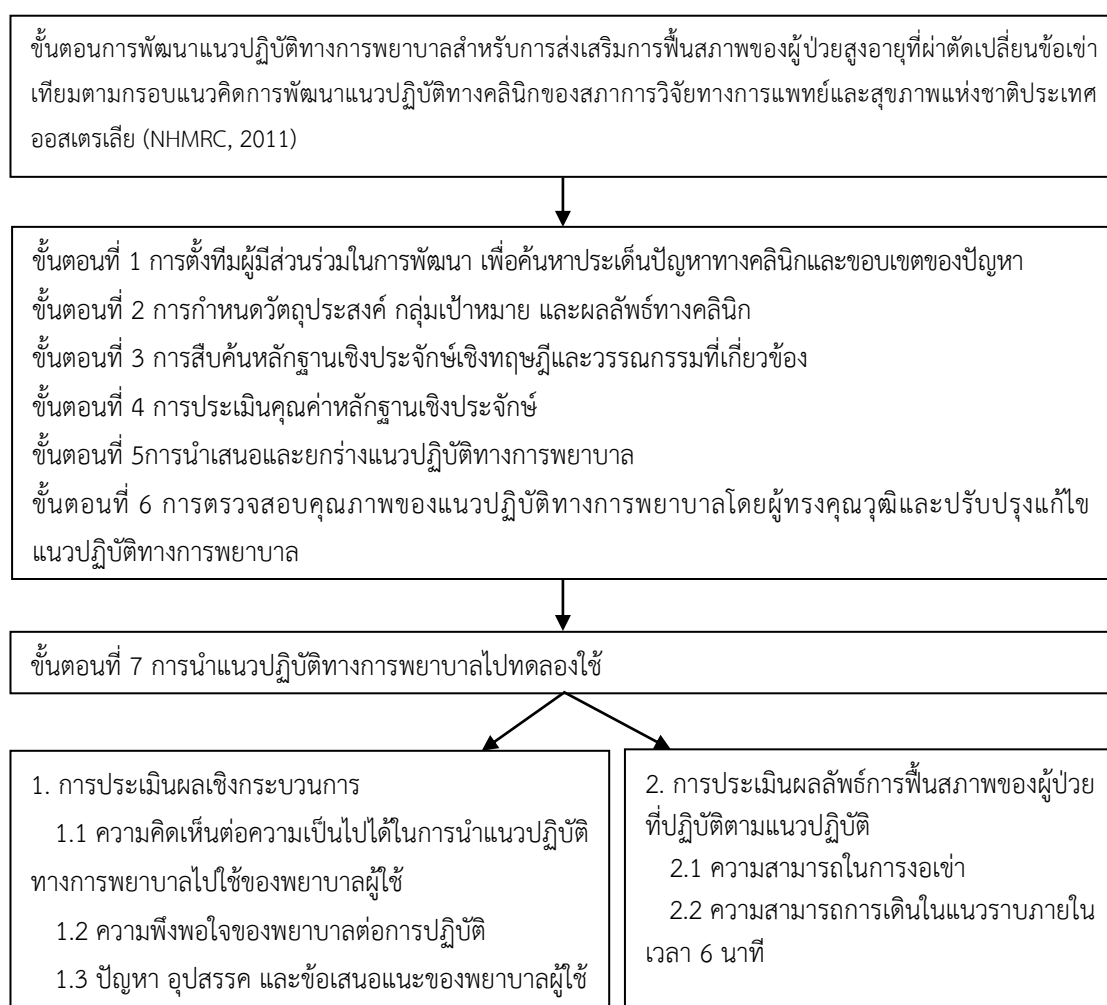 ขั้นตอนการพัฒนาแนวปฏิบัติทางการพยาบาลสำหรับการส่งเสริมการฟื้นสภาพของผู้ป่วยสูงอายุที่ผ่าตัดเปลี่ยนข้อเข่า
เทียมตามกรอบแนวคิดการพัฒนาแนวปฏิบัติทางคลินิกของสภาการวิจัยทางการแพทย์และสุขภาพแห่งชาติประเทศ
ออสเตรเลีย (NHMRC, 2011)
ขั้นตอนที่ 1 การตั้งทีมผู้มีส่วนร่วมในการพัฒนา เพื่อค้นหาประเด็นปัญหาทางคลินิกและขอบเขตของปัญหา
ขั้นตอนที่ 2 การกำหนดวัตถุประสงค์ กลุ่มเป้าหมาย และผลลัพธ์ทางคลินิก
ขั้นตอนที่ 3 การสืบค้นหลักฐานเชิงประจักษ์เชิงทฤษฎีและวรรณกรรมที่เกี่ยวข้อง
ขั้นตอนที่ 4 การประเมินคุณค่าหลักฐานเชิงประจักษ์
ขั้นตอนที่ 5การนำเสนอและยกร่างแนวปฏิบัติทางการพยาบาล
ขั้นตอนที่ 6 การตรวจสอบคุณภาพของแนวปฏิบัติทางการพยาบาลโดยผู้ทรงคุณวุฒิและปรับปรุงแก้ไข
แนวปฏิบัติทางการพยาบาล
ขั้นตอนที่ 7 การนำแนวปฏิบัติทางการพยาบาลไปทดลองใช้
1. การประเมินผลเชิงกระบวนการ
1.1 ความคิดเห็นต่อความเป็นไปได้ในการนำแนวปฏิบัติ
ทางการพยาบาลไปใช้ของพยาบาลผู้ใช้
1.2 ความพึงพอใจของพยาบาลต่อการปฏิบัติ
1.3 ปัญหา อุปสรรค และข้อเสนอแนะของพยาบาลผู้ใช้
2. การประเมินผลลัพธ์การฟื้นสภาพของผู้ป่วย
ที่ปฏิบัติตามแนวปฏิบัติ
2.1 ความสามารถในการงอเข่า
2.2 ความสามารถการเดินในแนวราบภายใน
เวลา 6 นาที